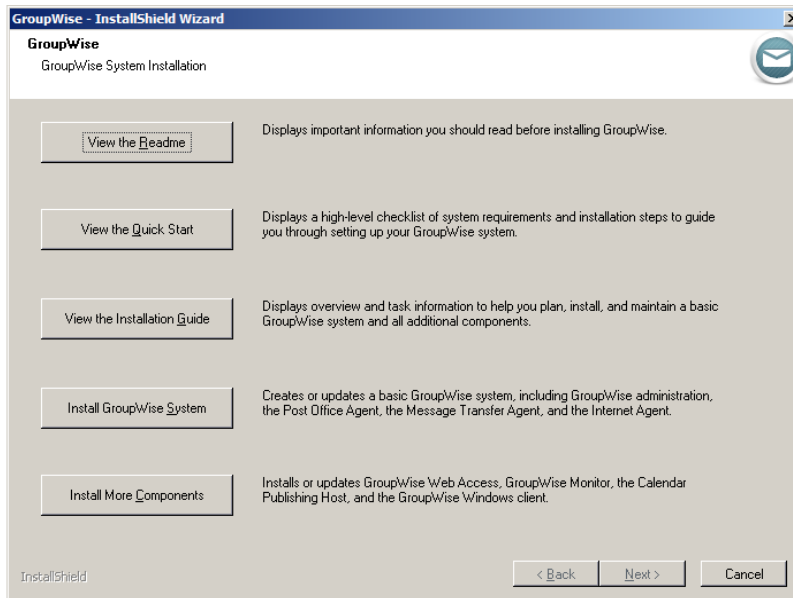 GroupWise - InstallShield Wizard
GroupWise
GroupWise System Installation
View the Readme
Displays important information you should read before installing GroupWise.
View the Quick Start
Displays a high-level checklist of system requirements and installation steps to guide
you through setting up your GroupWise system.
View the Installation Guide
Displays overview and task information to help you plan, install, and maintain a basic
GroupWise system and all additional components.
Install GroupWise System
Creates or updates a basic GroupWise system, including GroupWise administration,
the Post Office Agent, the Message Transfer Agent, and the Internet Agent.
Install More Components
Installs or updates GroupWise Web Access, GroupWise Monitor, the Calendar
Publishing Host, and the GroupWise Windows client.
InstallShield
< Back
Next >
Cancel